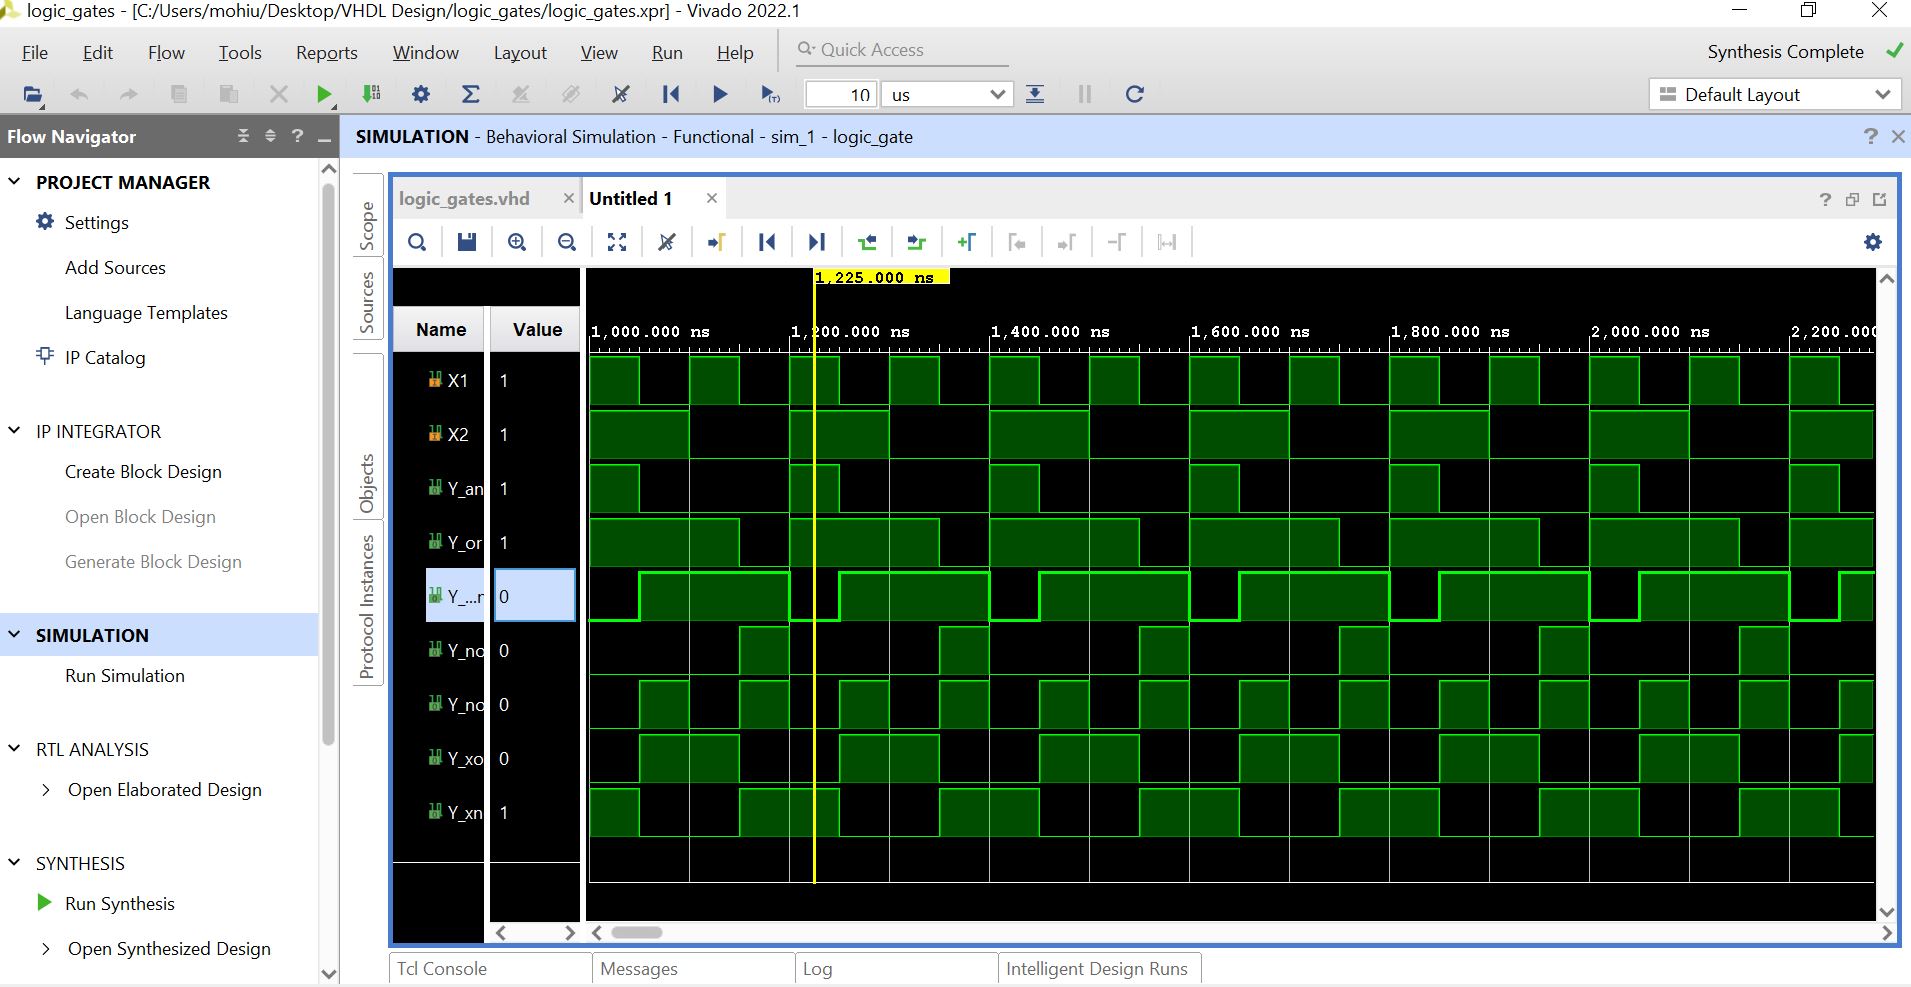 logic_gates - [C:/Users/mohiu/Desktop/VHDL Design/logic_gates/logic_gates.xpr] - Vivado 2022.1
File Edit Flow Tools Reports Window Layout View Run Help Quick Access Synthesis Complete
10 us Default Layout
Flow Navigator ? SIMULATION - Behavioral Simulation - Functional - sim_1 - logic_gate ?
PROJECT MANAGER
Settings
Add Sources
Language Templates
IP Catalog
IP INTEGRATOR
Create Block Design
Open Block Design
Generate Block Design
SIMULATION
Run Simulation
RTL ANALYSIS
Open Elaborated Design
SYNTHESIS
Run Synthesis
Open Synthesized Design
Scope
Sources
Objects
Protocol Instances
logic_gates.vhd Untitled 1 ?
1,225.000 ns
Name Value 1,000.000 ns 1,200.000 ns 1,400.000 ns 1,600.000 ns 1,800.000 ns 2,000.000 ns 2,200.000
X1 1
X2 1
Y_an 1
Y_or 1
Y_...r 0
Y_no 0
Y_no 0
Y_xo 0
Y_xn 1
Tcl Console Messages Log Intelligent Design Runs